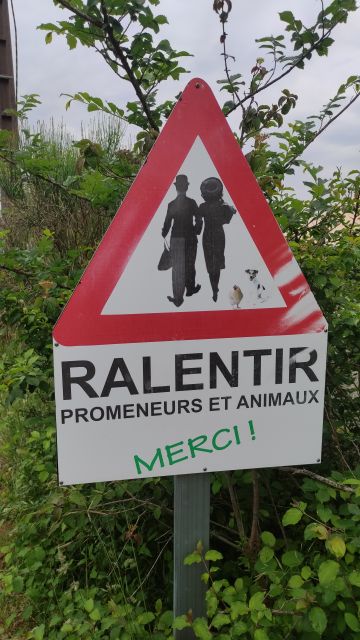 RALENTIR
PROMENEURS ET ANIMAUX
MERCI !